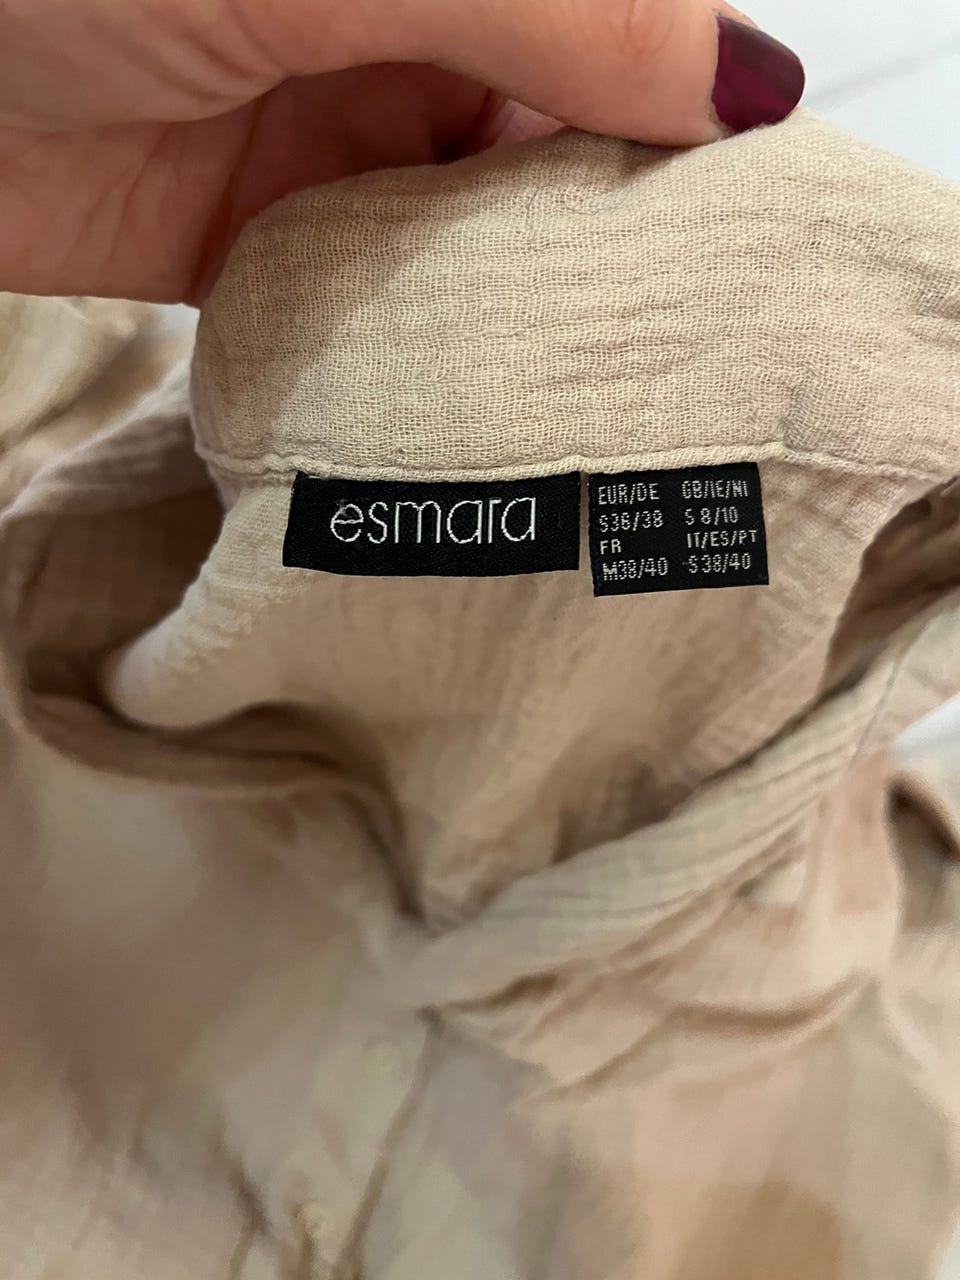 esmara
EUR/DE GB/IE/NI
S36/38 S 8/10
FR IT/ES/PT
M38/40 S38/40